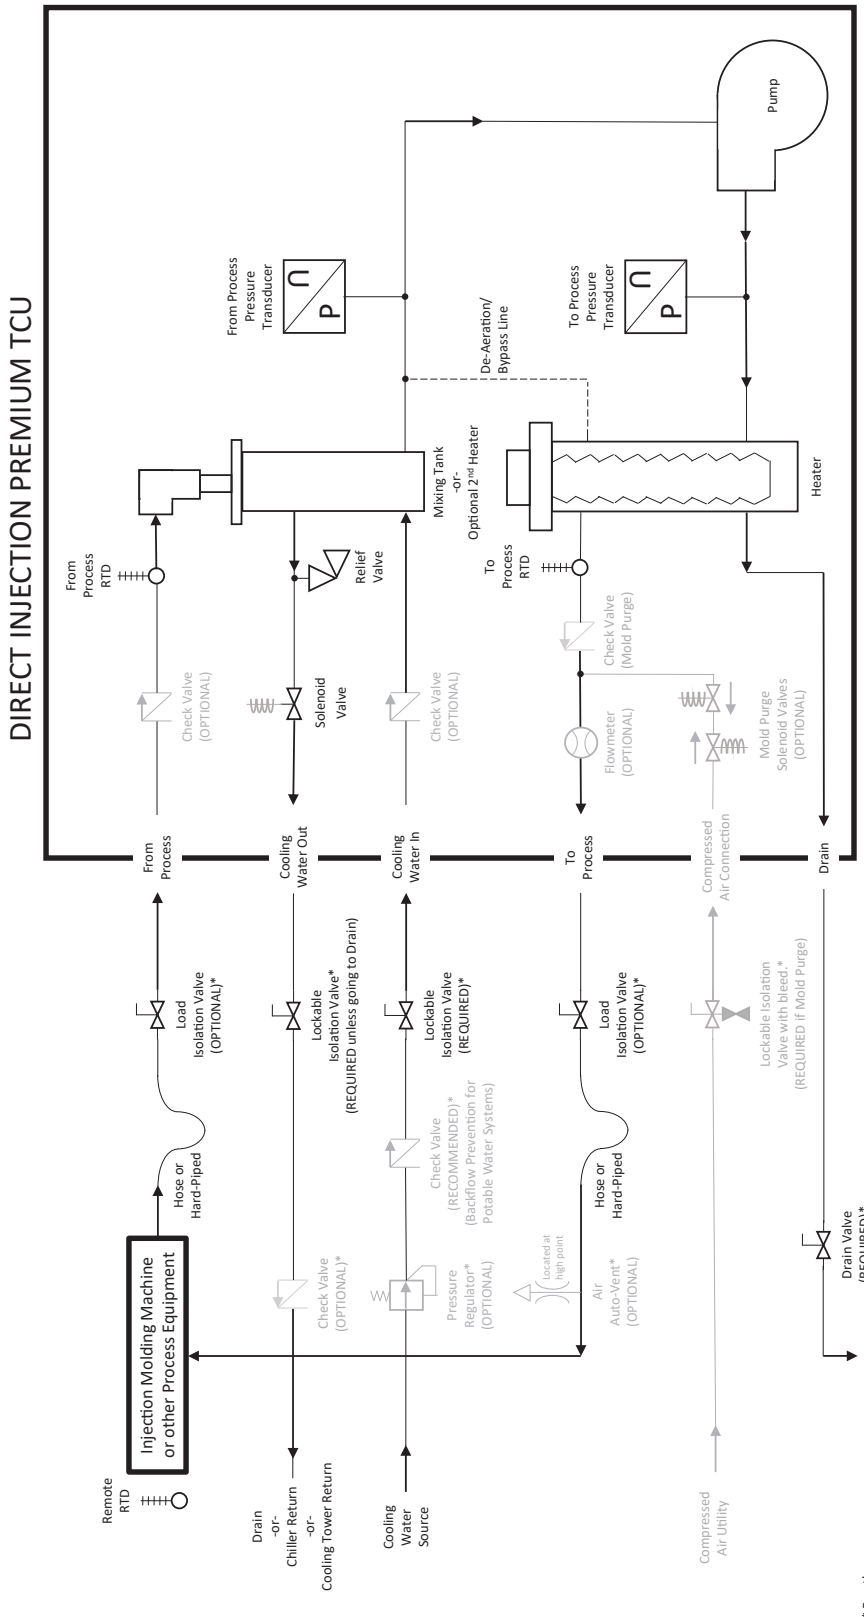 DIRECT INJECTION PREMIUM TCU
Remote
RTD
Injection Molding Machine
or other Process Equipment
Hose or
Hard-Piped
Load
Isolation Valve
(OPTIONAL)*
From
Process
Check Valve
(OPTIONAL)
From
Process
RTD
Drain
-or-
Chiller Return
-or-
Cooling Tower Return
Check Valve
(OPTIONAL)*
Lockable
Isolation Valve*
(REQUIRED unless going to Drain)
Cooling
Water Out
Solenoid
Valve
Relief
Valve
From Process
Pressure
Transducer
P
U
Cooling
Water
Source
Pressure
Regulator*
(OPTIONAL)
Check Valve
(RECOMMENDED)*
(Backflow Prevention for
Potable Water Systems)
Lockable
Isolation Valve
(REQUIRED)*
Cooling
Water In
Check Valve
(OPTIONAL)
Mixing Tank
-or-
Optional 2nd Heater
De-Aeration/
Bypass Line
Located at
high point
Air
Auto-Vent*
(OPTIONAL)
Hose or
Hard-Piped
Load
Isolation Valve
(OPTIONAL)*
To
Process
Flowmeter
(OPTIONAL)
Check Valve
(Mold Purge)
To
Process
RTD
To Process
Pressure
Transducer
P
U
Pump
Compressed
Air Utility
Lockable Isolation
Valve with bleed.*
(REQUIRED if Mold Purge)
Compressed
Air Connection
Mold Purge
Solenoid Valves
(OPTIONAL)
Heater
Drain Valve
(REQUIRED)*
Drain